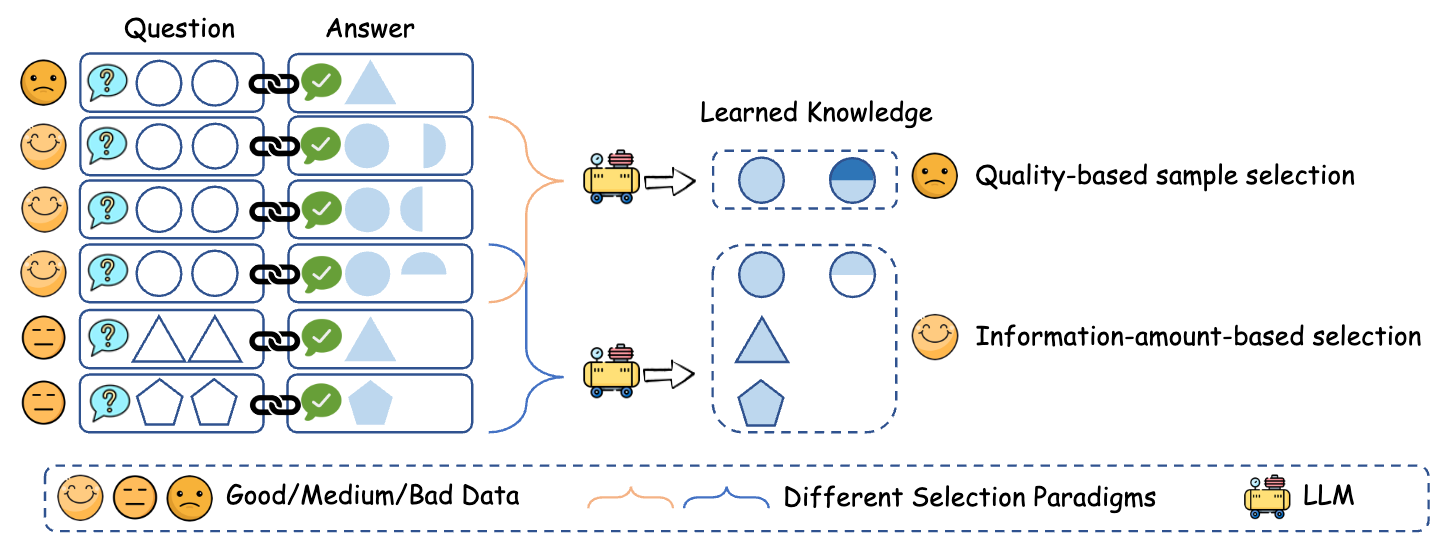 Question Answer
Learned Knowledge
Quality-based sample selection
Information-amount-based selection
Good/Medium/Bad Data
Different Selection Paradigms
LLM